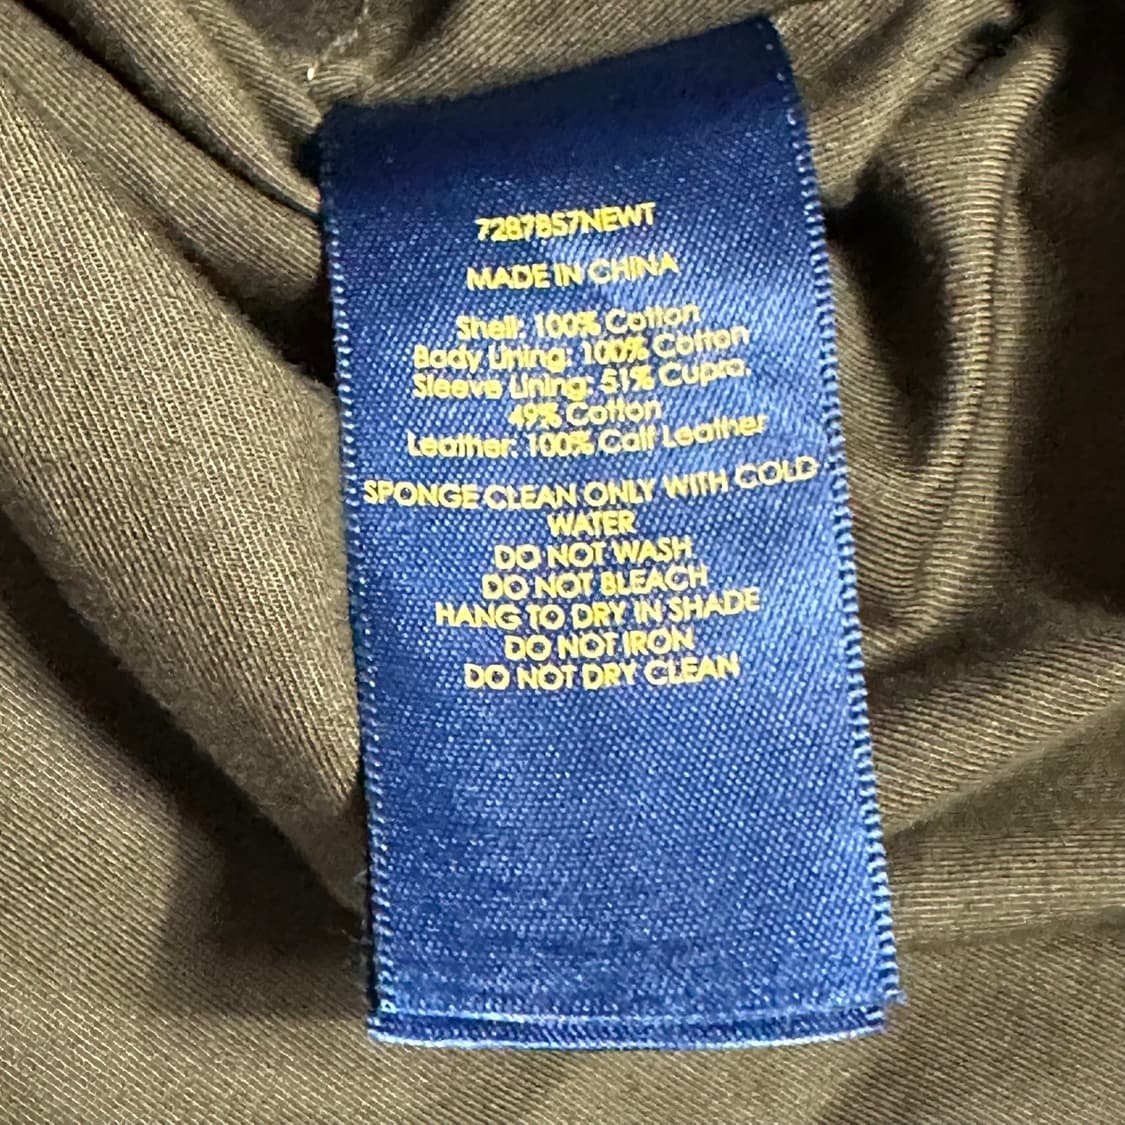 7287857NEWT
MADE IN CHINA
Shell: 100% Cotton
Body Lining: 100% Cotton
Sleeve Lining: 51% Cupra,
49% Cotton
Leather: 100% Calf Leather
SPONGE CLEAN ONLY WITH COLD
WATER
DO NOT WASH
DO NOT BLEACH
HANG TO DRY IN SHADE
DO NOT IRON
DO NOT DRY CLEAN